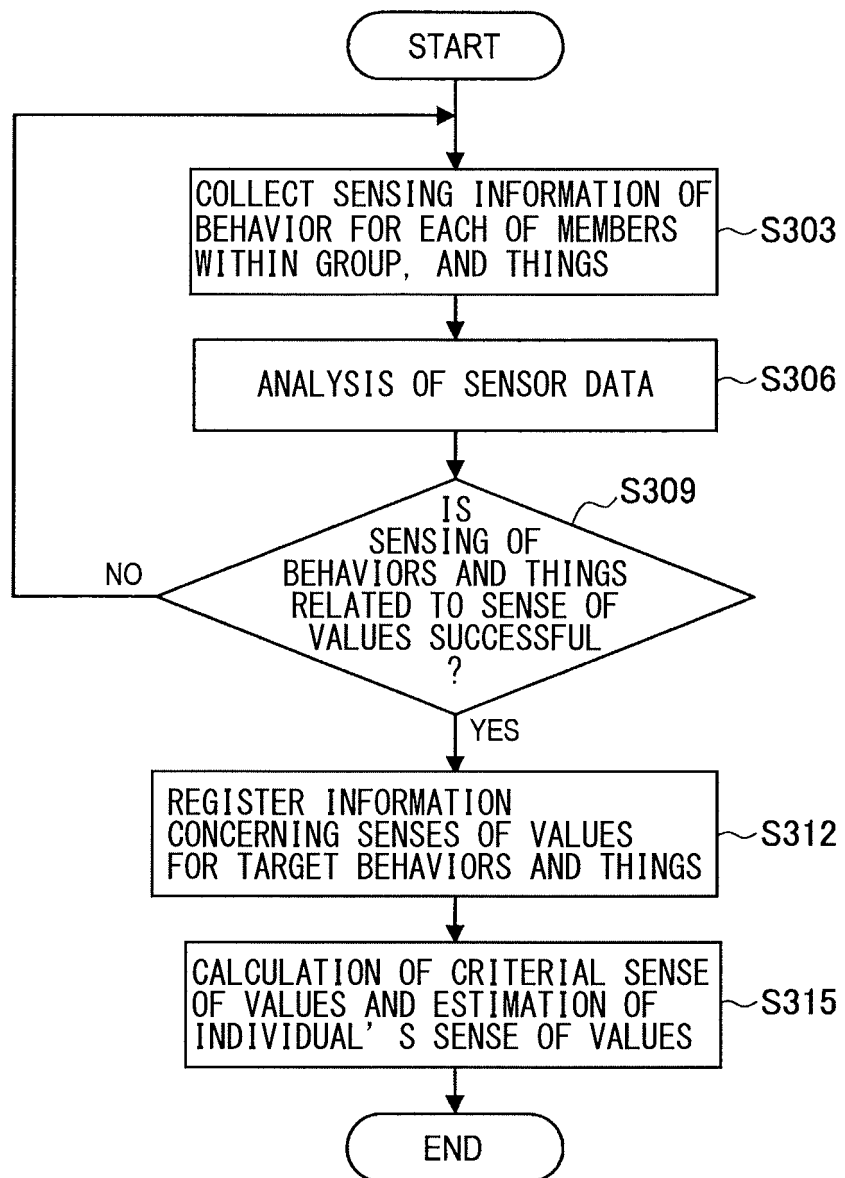 START
COLLECT SENSING INFORMATION OF
BEHAVIOR FOR EACH OF MEMBERS
WITHIN GROUP, AND THINGS
S303
ANALYSIS OF SENSOR DATA
S306
S309
IS
SENSING OF
BEHAVIORS AND THINGS
RELATED TO SENSE OF
VALUES SUCCESSFUL
?
NO
YES
REGISTER INFORMATION
CONCERNING SENSES OF VALUES
FOR TARGET BEHAVIORS AND THINGS
S312
CALCULATION OF CRITERIAL SENSE
OF VALUES AND ESTIMATION OF
INDIVIDUAL'S SENSE OF VALUES
S315
END